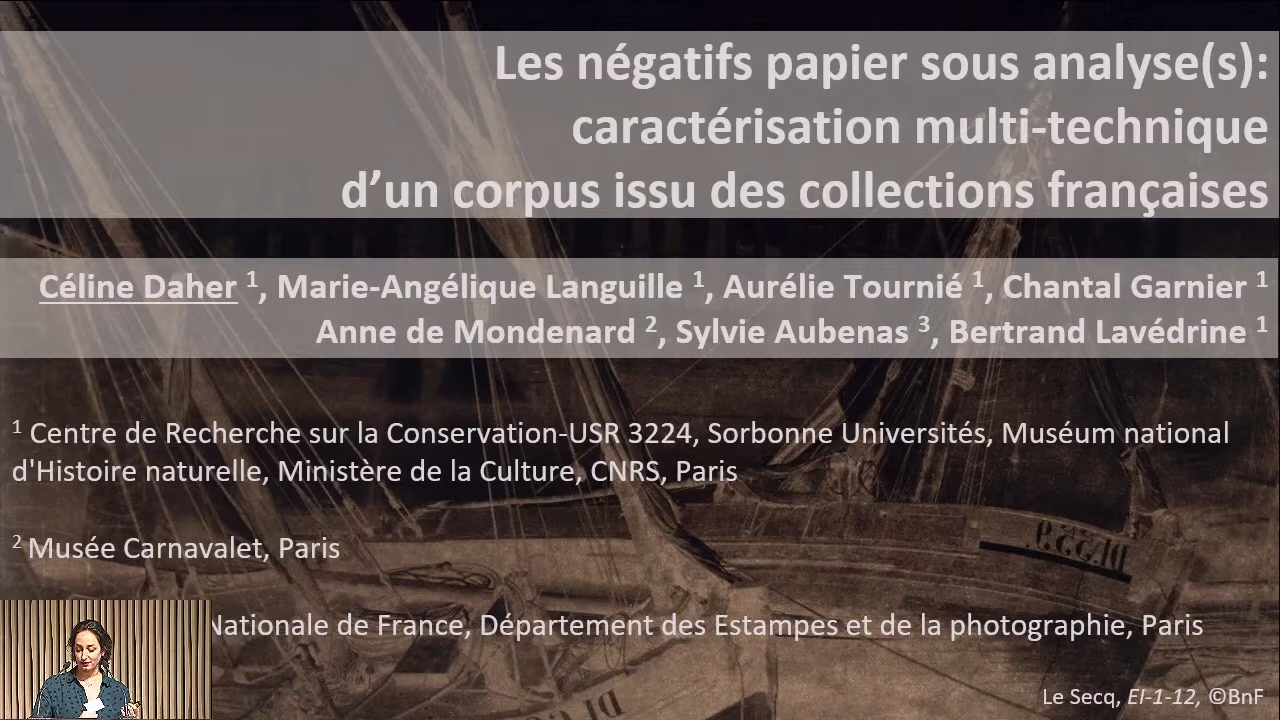 Les négatifs papier sous analyse(s):
caractérisation multi-technique
d’un corpus issu des collections françaises
Céline Daher ¹, Marie-Angélique Languille ¹, Aurélie Tournié ¹, Chantal Garnier ¹
Anne de Mondenard ², Sylvie Aubenas ³, Bertrand Lavédrine ¹
¹ Centre de Recherche sur la Conservation-USR 3224, Sorbonne Universités, Muséum national
d'Histoire naturelle, Ministère de la Culture, CNRS, Paris
² Musée Carnavalet, Paris
Nationale de France, Département des Estampes et de la photographie, Paris
Le Secq, EI-1-12, ©BnF